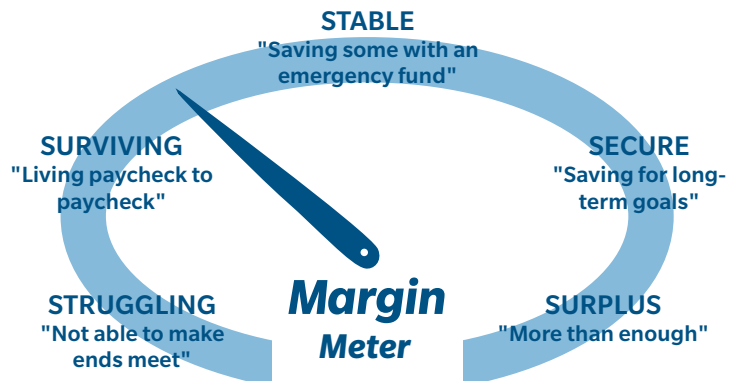 STABLE
"Saving some with an
emergency fund"
SURVIVING
"Living paycheck to
paycheck"
SECURE
"Saving for long-
term goals"
STRUGGLING
"Not able to make
ends meet"
Margin
Meter
SURPLUS
"More than enough"